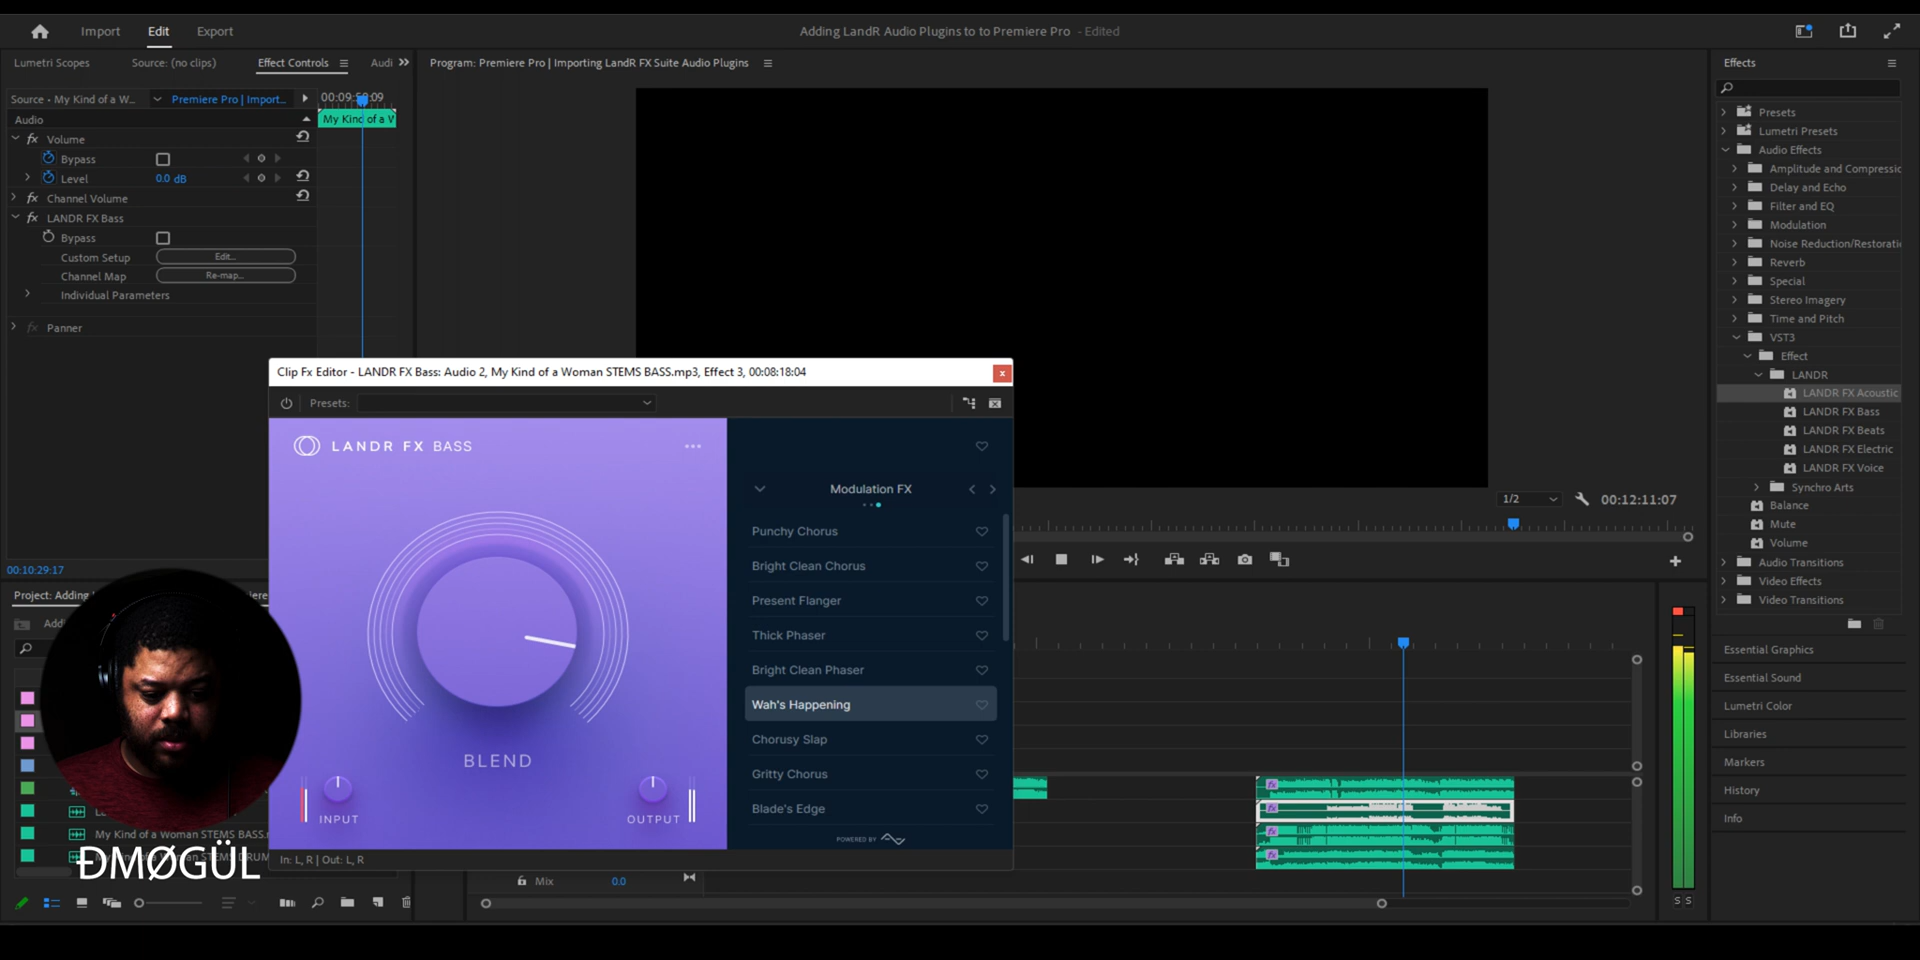 Import Edit Export
Adding LandR Audio Plugins to to Premiere Pro - Edited
Lumetri Scopes Source: (no clips) Effect Controls Audi
Program: Premiere Pro | Importing LandR FX Suite Audio Plugins
Effects
Source • My Kind of a W... Premiere Pro | Import...
Audio
My Kind of a W
Volume
Bypass
Level 0.0 dB
Channel Volume
LANDR FX Bass
Bypass
Custom Setup Edit...
Channel Map Re-map...
Individual Parameters
Panner
00:10:29:17
Clip Fx Editor - LANDR FX Bass: Audio 2, My Kind of a Woman STEMS BASS.mp3, Effect 3, 00:08:18:04
x
Presets:
LANDR FX BASS
BLEND
INPUT
OUTPUT
Modulation FX
Punchy Chorus
Bright Clean Chorus
Present Flanger
Thick Phaser
Bright Clean Phaser
Wah's Happening
Chorusy Slap
Gritty Chorus
Blade's Edge
POWERED BY
In: L, R | Out: L, R
Mix 0.0
1/2
00:12:11:07
Presets
Lumetri Presets
Audio Effects
Amplitude and Compressic
Delay and Echo
Filter and EQ
Modulation
Noise Reduction/Restorati
Reverb
Special
Stereo Imagery
Time and Pitch
VST3
Effect
LANDR
LANDR FX Acoustic
LANDR FX Bass
LANDR FX Beats
LANDR FX Electric
LANDR FX Voice
Synchro Arts
Balance
Mute
Volume
Audio Transitions
Video Effects
Video Transitions
Essential Graphics
Essential Sound
Lumetri Color
Libraries
Markers
History
Info
S S
Project: Adding
My Kind of a Woman STEMS BASS.
ĐMØGÜL